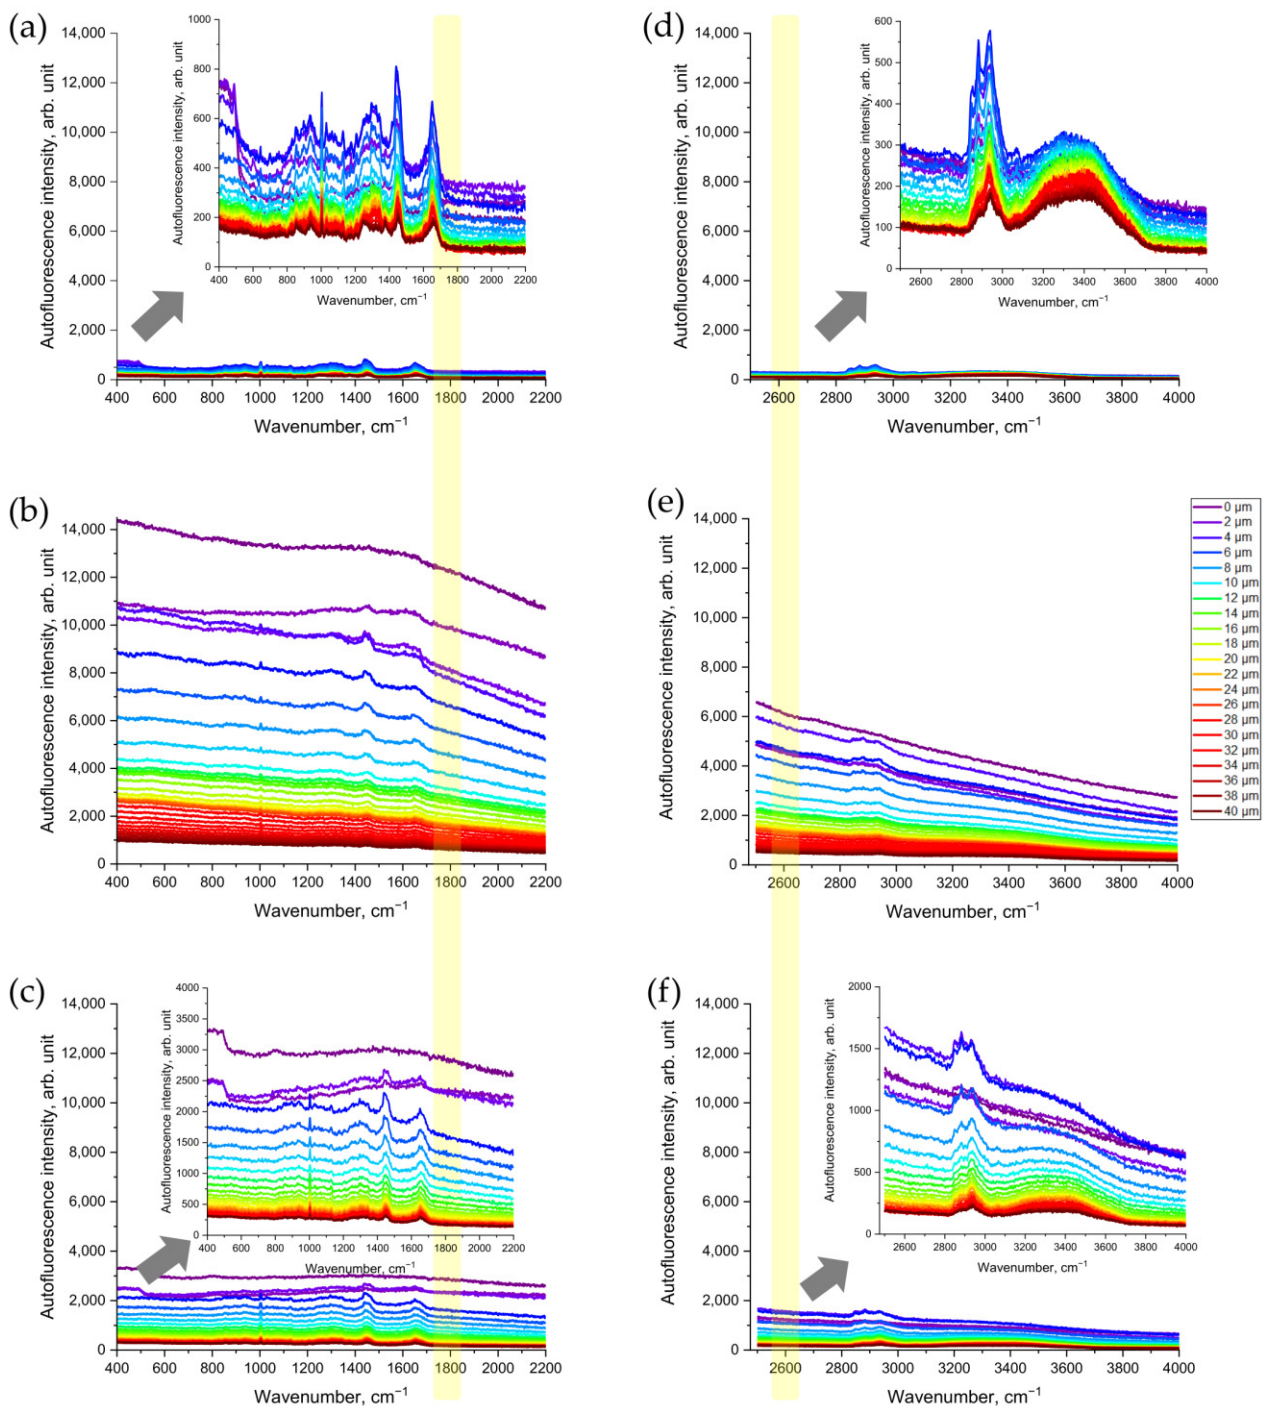 (a)
14,000
12,000
10,000
8,000
6,000
4,000
2,000
0
Autofluorescence intensity, arb. unit
400 600 800 1000 1200 1400 1600 1800 2000 2200
Wavenumber, cm−1
1000
800
600
400
200
0
Autofluorescence intensity, arb. unit
400 600 800 1000 1200 1400 1600 1800 2000 2200
Wavenumber, cm−1
(d)
14,000
12,000
10,000
8,000
6,000
4,000
2,000
0
Autofluorescence intensity, arb. unit
2600 2800 3000 3200 3400 3600 3800 4000
Wavenumber, cm−1
600
500
400
300
200
100
0
Autofluorescence intensity, arb. unit
2600 2800 3000 3200 3400 3600 3800 4000
Wavenumber, cm−1
(b)
14,000
12,000
10,000
8,000
6,000
4,000
2,000
0
Autofluorescence intensity, arb. unit
400 600 800 1000 1200 1400 1600 1800 2000 2200
Wavenumber, cm−1
(e)
14,000
12,000
10,000
8,000
6,000
4,000
2,000
0
Autofluorescence intensity, arb. unit
2600 2800 3000 3200 3400 3600 3800 4000
Wavenumber, cm−1
0 µm
2 µm
4 µm
6 µm
8 µm
10 µm
12 µm
14 µm
16 µm
18 µm
20 µm
22 µm
24 µm
26 µm
28 µm
30 µm
32 µm
34 µm
36 µm
38 µm
40 µm
(c)
14,000
12,000
10,000
8,000
6,000
4,000
2,000
0
Autofluorescence intensity, arb. unit
400 600 800 1000 1200 1400 1600 1800 2000 2200
Wavenumber, cm−1
4000
3500
3000
2500
2000
1500
1000
500
0
Autofluorescence intensity, arb. unit
400 600 800 1000 1200 1400 1600 1800 2000 2200
Wavenumber, cm−1
(f)
14,000
12,000
10,000
8,000
6,000
4,000
2,000
0
Autofluorescence intensity, arb. unit
2600 2800 3000 3200 3400 3600 3800 4000
Wavenumber, cm−1
2000
1500
1000
500
0
Autofluorescence intensity, arb. unit
2600 2800 3000 3200 3400 3600 3800 4000
Wavenumber, cm−1